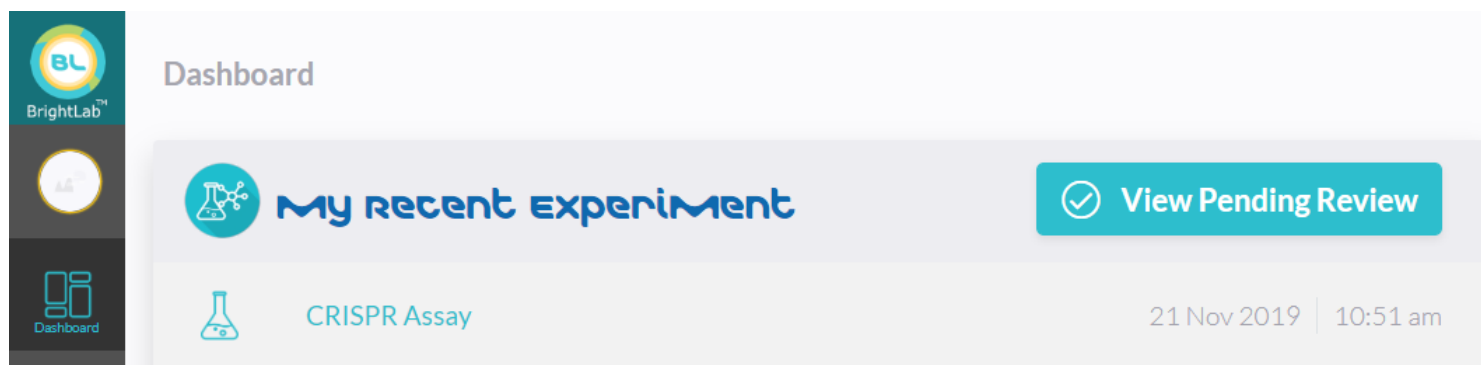 BL
BrightLab™
Dashboard
My Recent Experiment
View Pending Review
Dashboard
CRISPR Assay
21 Nov 2019 10:51 am